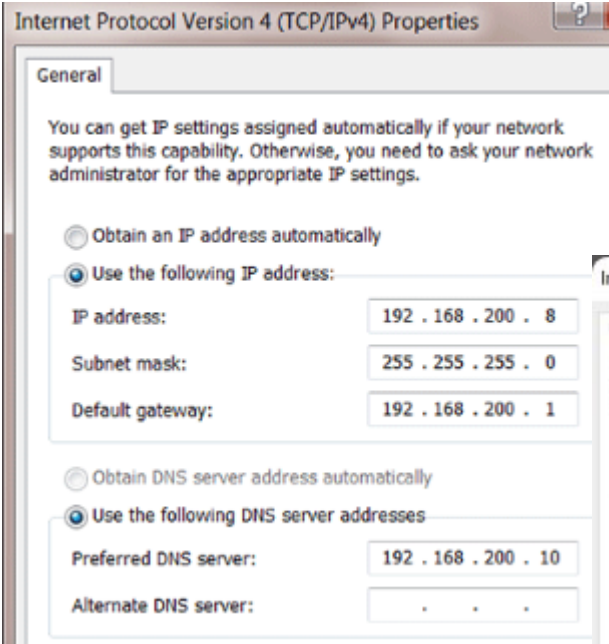 Internet Protocol Version 4 (TCP/IPv4) Properties
?
General
You can get IP settings assigned automatically if your network
supports this capability. Otherwise, you need to ask your network
administrator for the appropriate IP settings.
Obtain an IP address automatically
Use the following IP address:
IP address: 192 . 168 . 200 . 8
Subnet mask: 255 . 255 . 255 . 0
Default gateway: 192 . 168 . 200 . 1
Obtain DNS server address automatically
Use the following DNS server addresses
Preferred DNS server: 192 . 168 . 200 . 10
Alternate DNS server: . . .